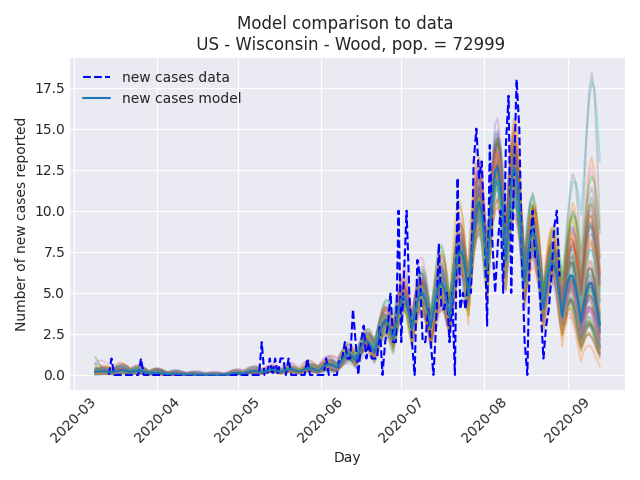 Model comparison to data
US - Wisconsin - Wood, pop. = 72999
new cases data
new cases model
Number of new cases reported
17.5
15.0
12.5
10.0
7.5
5.0
2.5
0.0
2020-03
2020-04
2020-05
2020-06
2020-07
2020-08
2020-09
Day